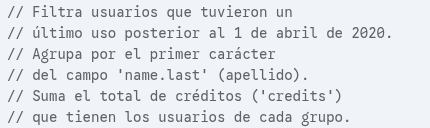 // Filtra usuarios que tuvieron un
// último uso posterior al 1 de abril de 2020.
// Agrupa por el primer carácter
// del campo 'name.last' (apellido).
// Suma el total de créditos ('credits')
// que tienen los usuarios de cada grupo.